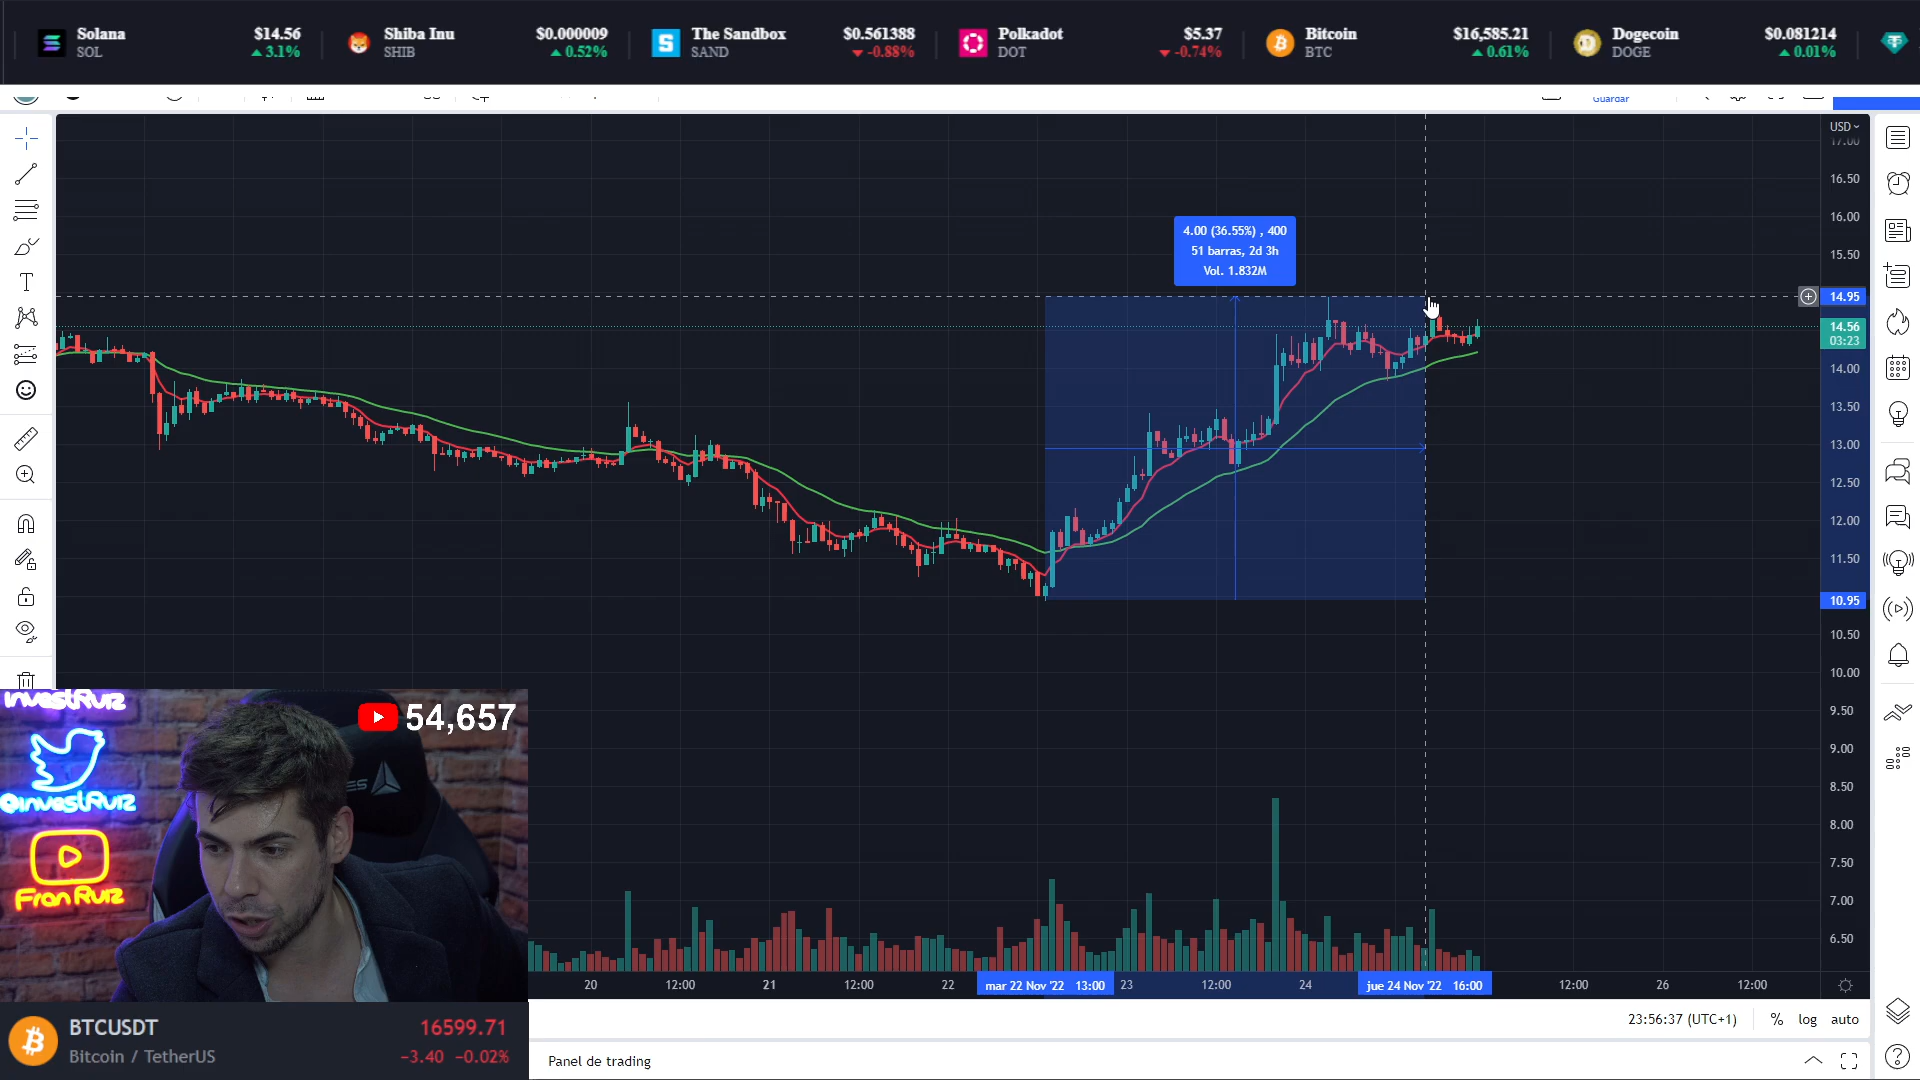 Solana $14.56
SOL 3.1%
Shiba Inu $0.000009
SHIB 0.52%
The Sandbox $0.561388
SAND -0.88%
Polkadot $5.37
DOT -0.74%
Bitcoin $16,585.21
BTC 0.61%
Dogecoin $0.081214
DOGE 0.01%
Guardar
USD
17.00
16.50
16.00
15.50
14.95
14.56
03:23
14.00
13.50
13.00
12.50
12.00
11.50
10.95
10.50
10.00
9.50
9.00
8.50
8.00
7.50
7.00
6.50
4.00 (36.55%) , 400
51 barras, 2d 3h
Vol. 1.832M
InvestRuiz
54,657
@InvestRuiz
Fran Ruiz
20 12:00 21 12:00 22 mar 22 Nov '22 13:00 23 12:00 24 jue 24 Nov '22 16:00 12:00 26 12:00
23:56:37 (UTC+1) % log auto
BTCUSDT 16599.71
Bitcoin / TetherUS -3.40 -0.02%
Panel de trading